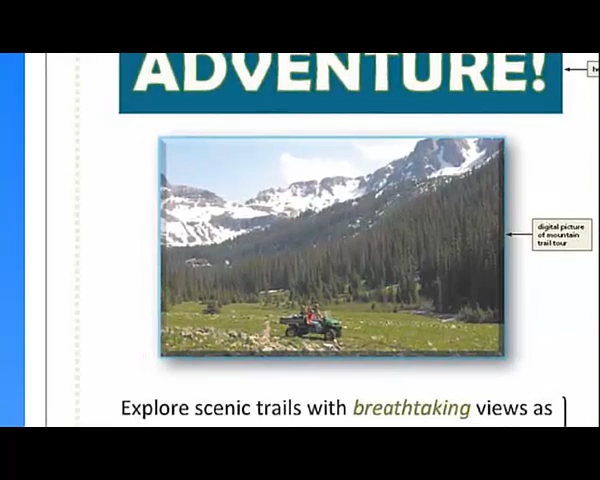 ADVENTURE!
digital picture
of mountain
trail tour
Explore scenic trails with breathtaking views as